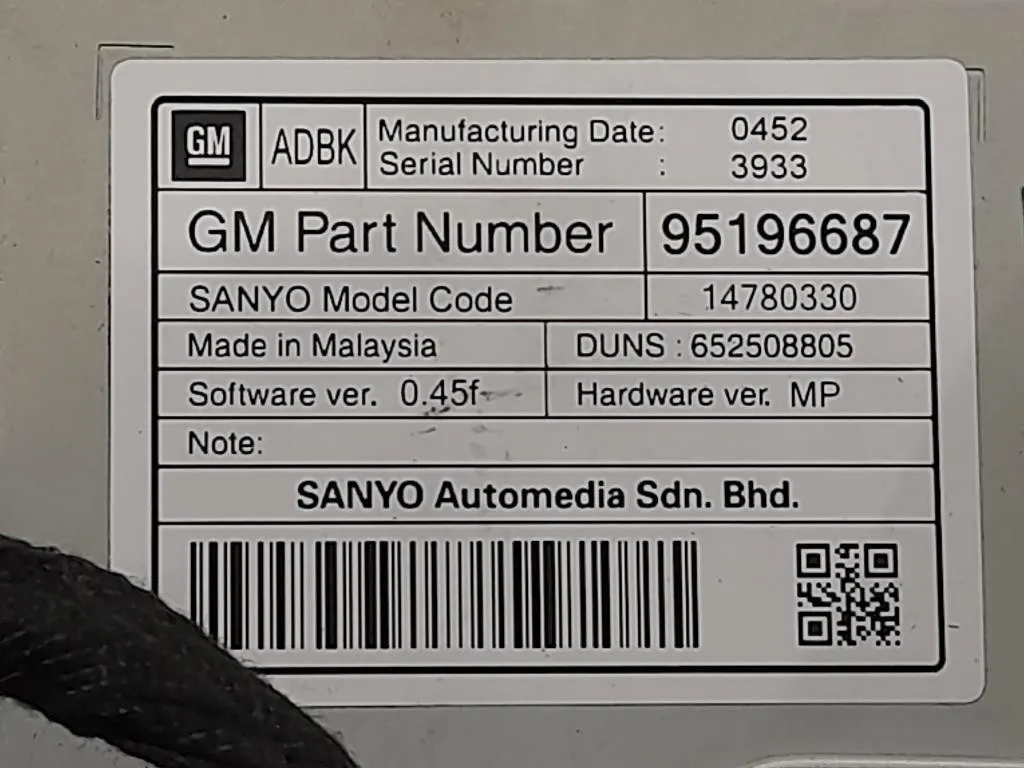 GM
ADBK
Manufacturing Date: 0452
Serial Number : 3933
GM Part Number 95196687
SANYO Model Code 14780330
Made in Malaysia DUNS : 652508805
Software ver. 0.45f Hardware ver. MP
Note:
SANYO Automedia Sdn. Bhd.